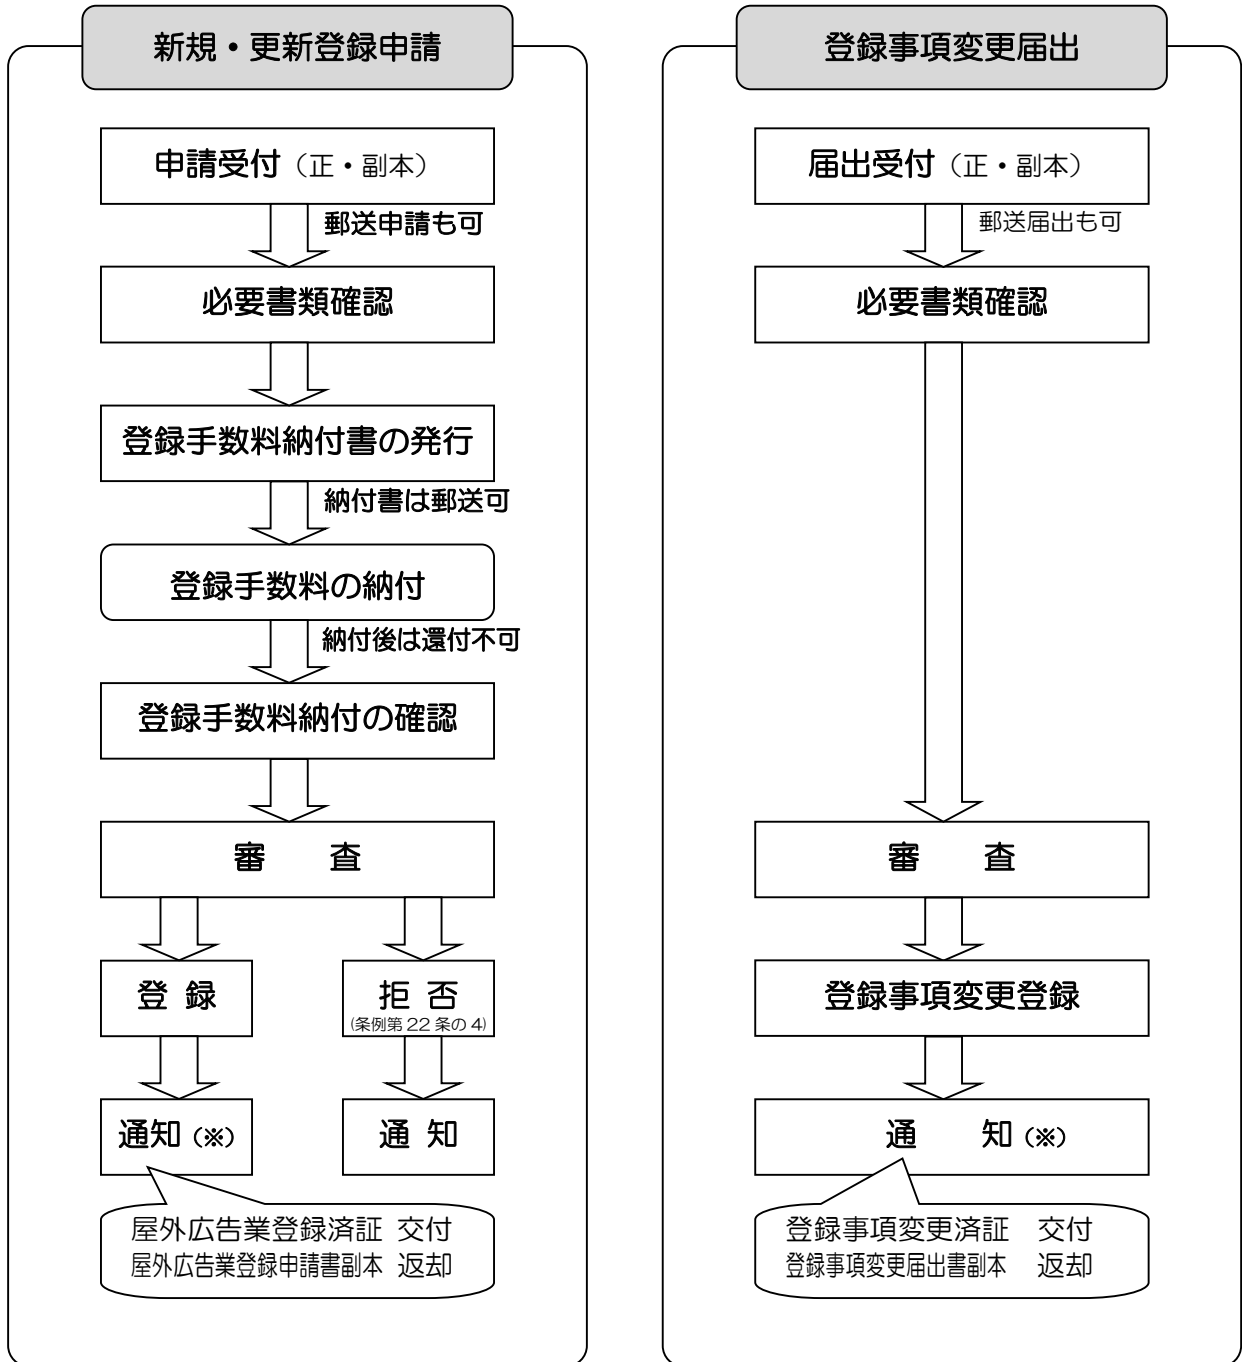 新規・更新登録申請
申請受付（正・副本）
郵送申請も可
必要書類確認
登録手数料納付書の発行
納付書は郵送可
登録手数料の納付
納付後は還付不可
登録手数料納付の確認
審　査
登 録
拒 否
(条例第 22 条の 4)
通知（※）
通 知
屋外広告業登録済証 交付
屋外広告業登録申請書副本 返却
登録事項変更届出
届出受付（正・副本）
郵送届出も可
必要書類確認
審　査
登録事項変更登録
通　知（※）
登録事項変更済証 交付
登録事項変更届出書副本 返却